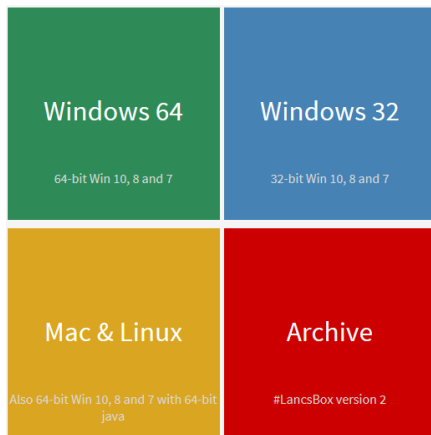 Windows 64
64-bit Win 10, 8 and 7
Windows 32
32-bit Win 10, 8 and 7
Mac & Linux
Also 64-bit Win 10, 8 and 7 with 64-bit
java
Archive
#LancsBox version 2